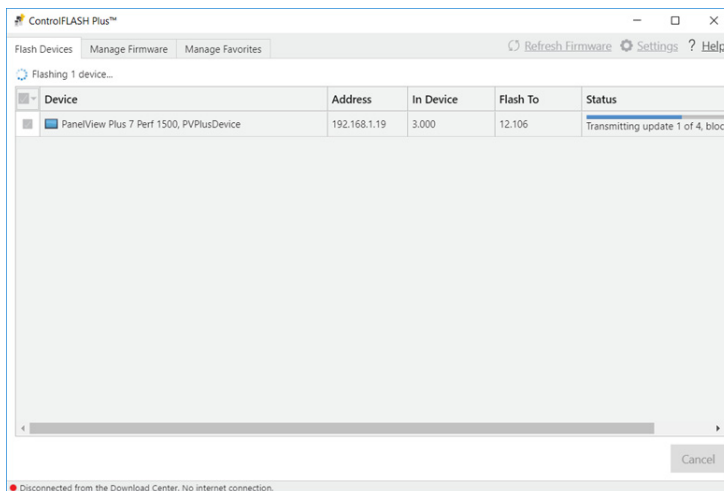 ControlFLASH Plus™
Flash Devices Manage Firmware Manage Favorites Refresh Firmware Settings ? Help
Flashing 1 device...
Device Address In Device Flash To Status
PanelView Plus 7 Perf 1500, PVPlusDevice 192.168.1.19 3.000 12.106 Transmitting update 1 of 4, bloc
Cancel
Disconnected from the Download Center. No internet connection.